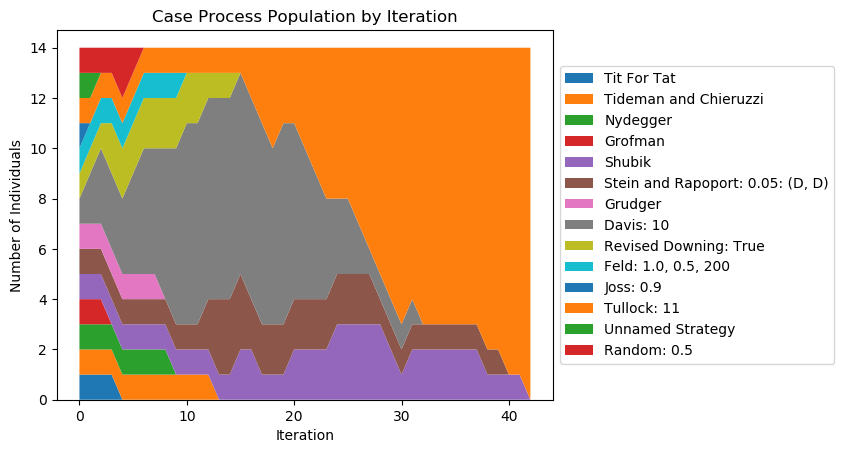 Case Process Population by Iteration
Number of Individuals
14
12
10
8
6
4
2
0
0 10 20 30 40
Iteration
Tit For Tat
Tideman and Chieruzzi
Nydegger
Grofman
Shubik
Stein and Rapoport: 0.05: (D, D)
Grudger
Davis: 10
Revised Downing: True
Feld: 1.0, 0.5, 200
Joss: 0.9
Tullock: 11
Unnamed Strategy
Random: 0.5